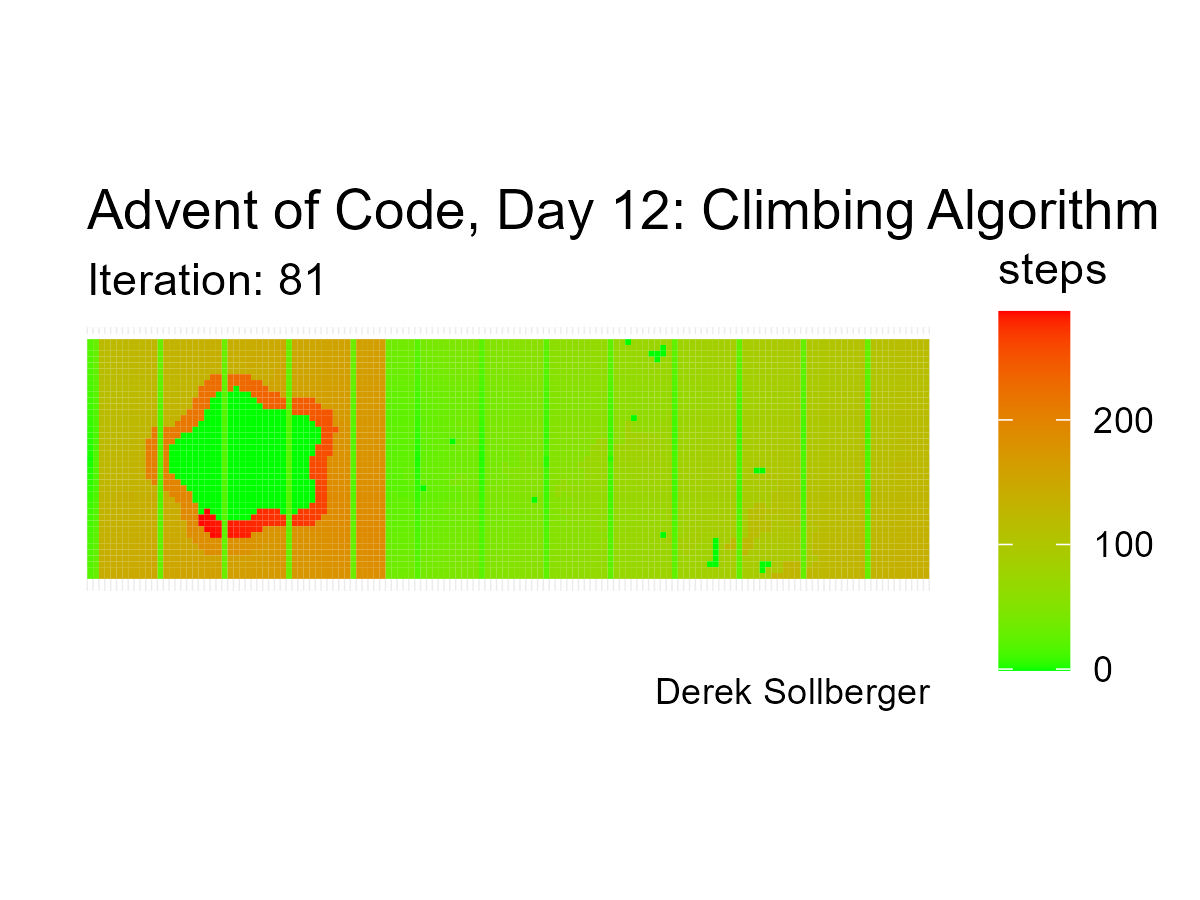 Advent of Code, Day 12: Climbing Algorithm
Iteration: 81
steps
200
100
0
Derek Sollberger